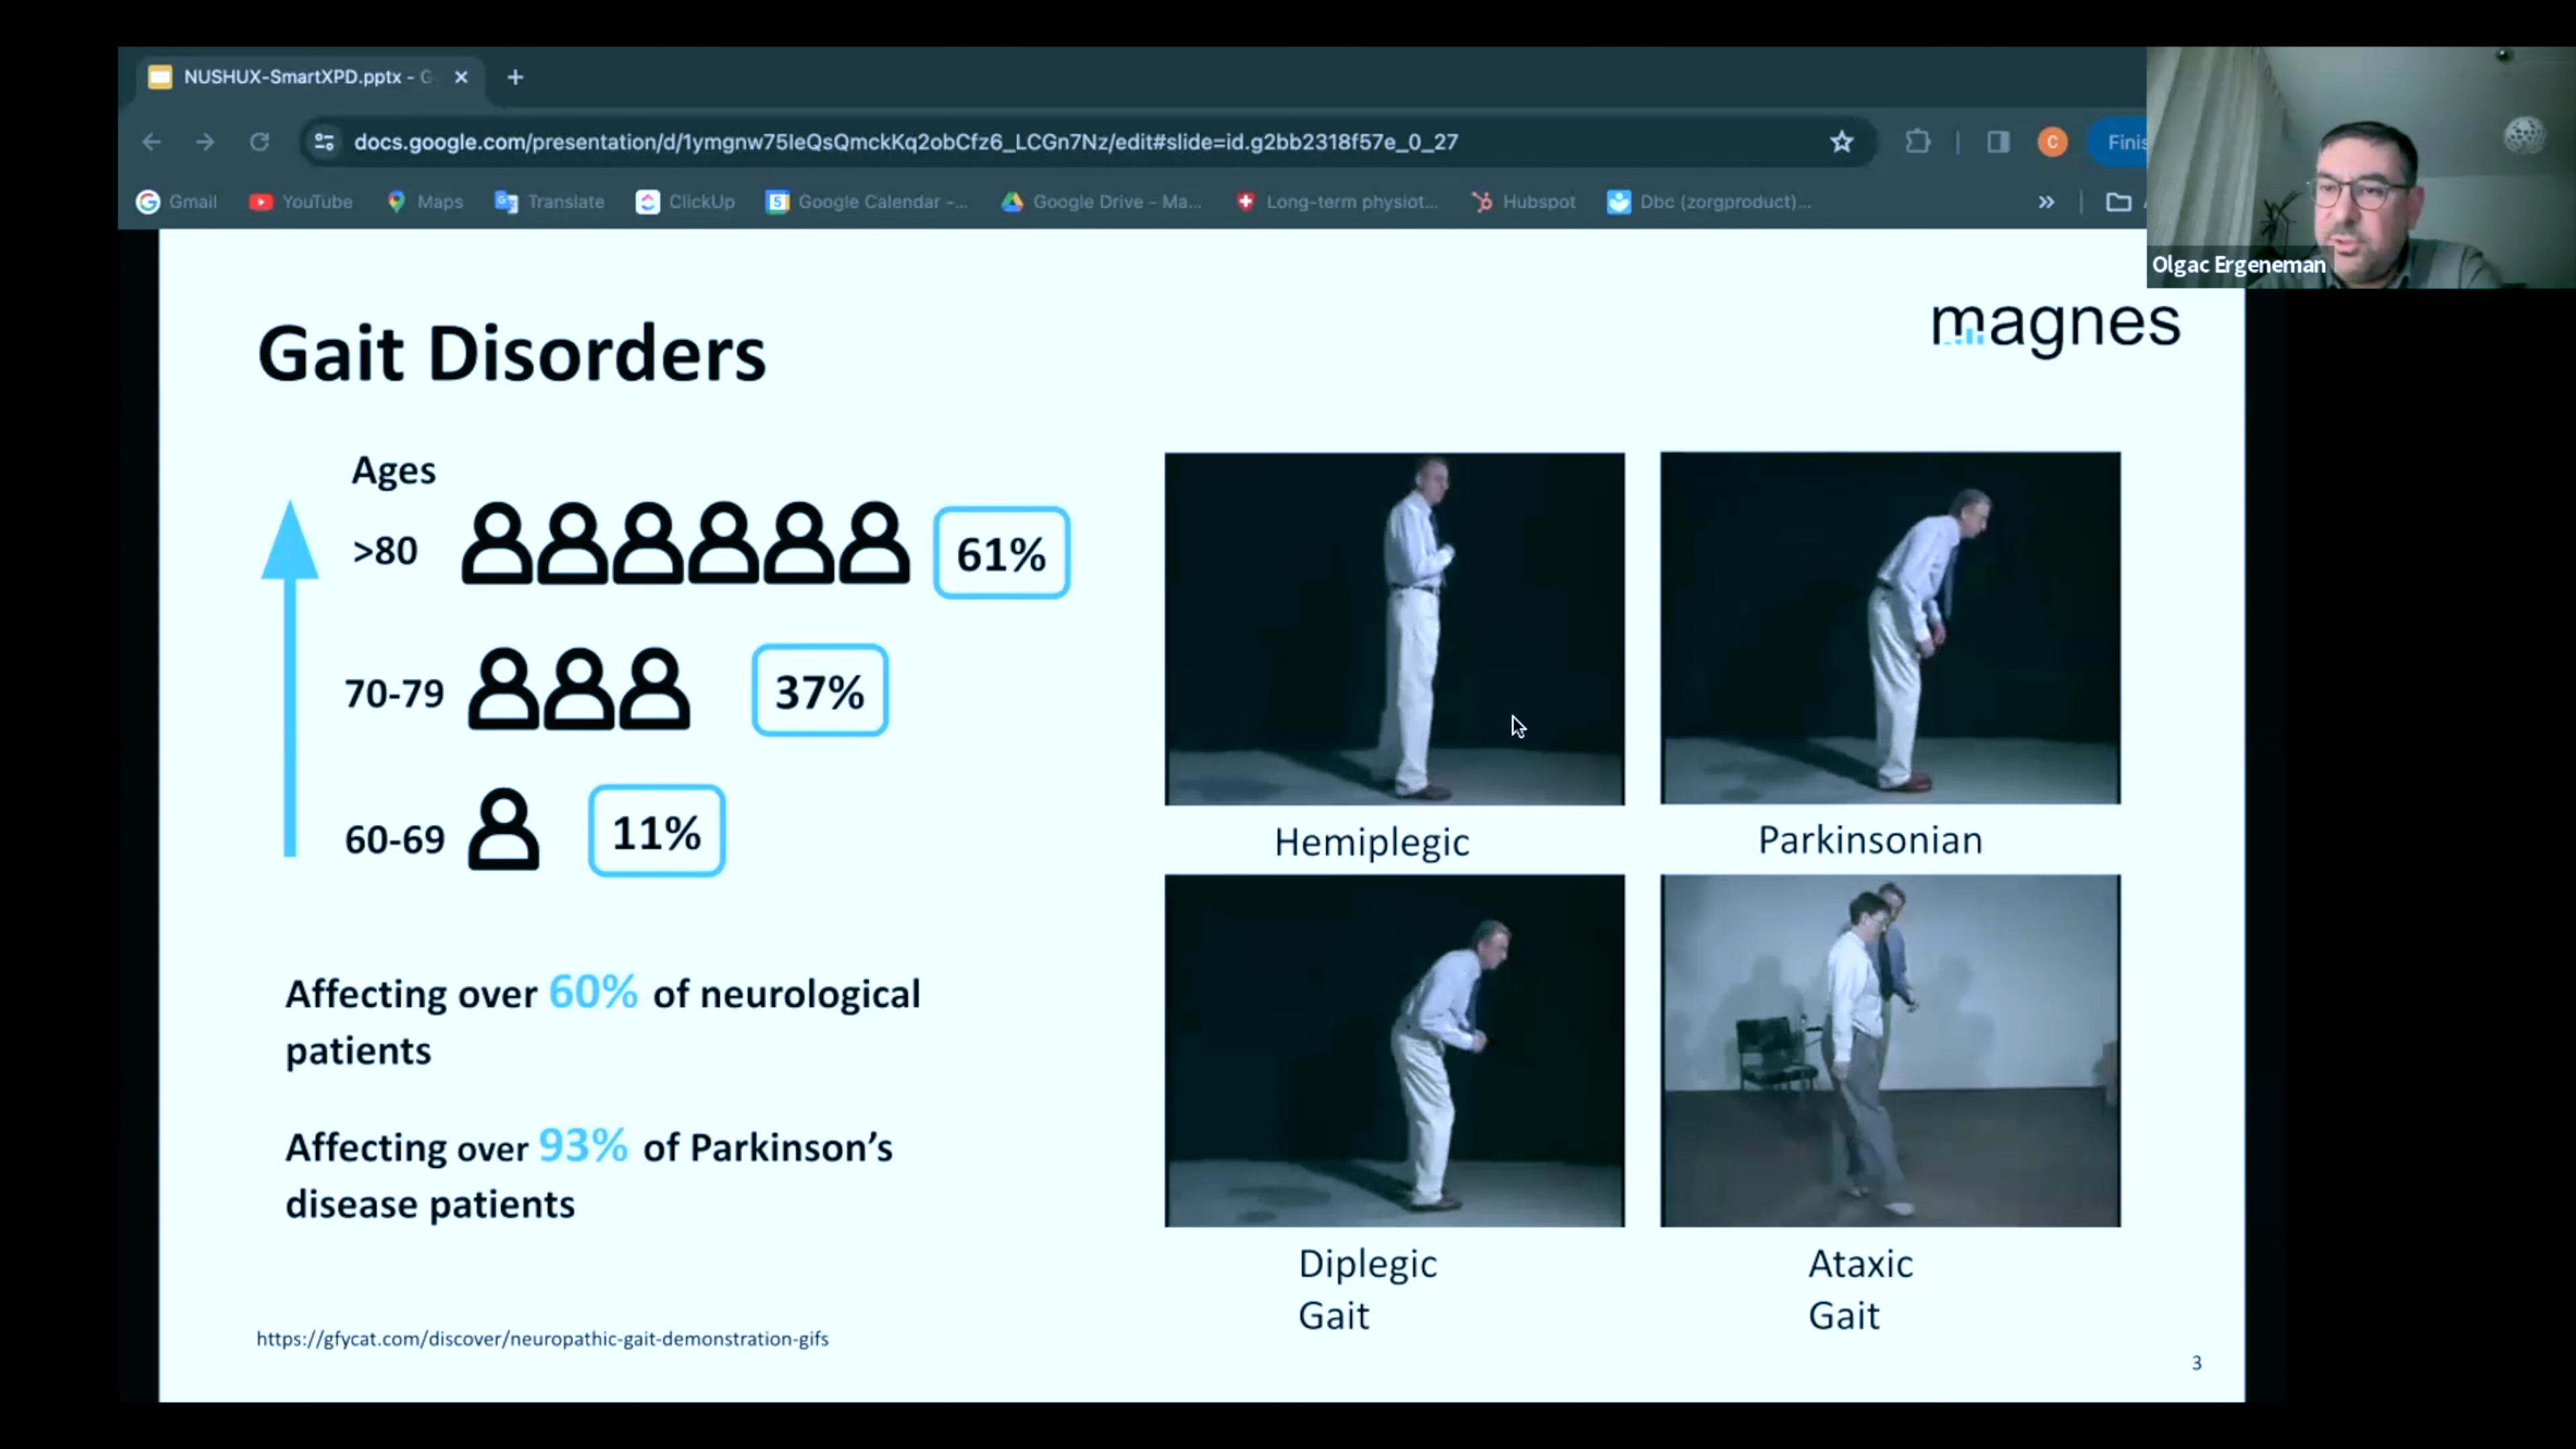 NUSHUX-SmartXPD.pptx - G
docs.google.com/presentation/d/1ymgnw75IeQsQmckKq2obCfz6_LCGn7Nz/edit#slide=id.g2bb2318f57e_0_27
C
Finis
Gmail YouTube Maps Translate ClickUp 5 Google Calendar -... Google Drive - Ma... Long-term physiot... Hubspot Dbc (zorgproduct)...
Olgac Ergeneman
magnes
Gait Disorders
Ages
>80 61%
70-79 37%
60-69 11%
Affecting over 60% of neurological
patients
Affecting over 93% of Parkinson's
disease patients
https://gfycat.com/discover/neuropathic-gait-demonstration-gifs
Hemiplegic
Parkinsonian
Diplegic
Gait
Ataxic
Gait
3